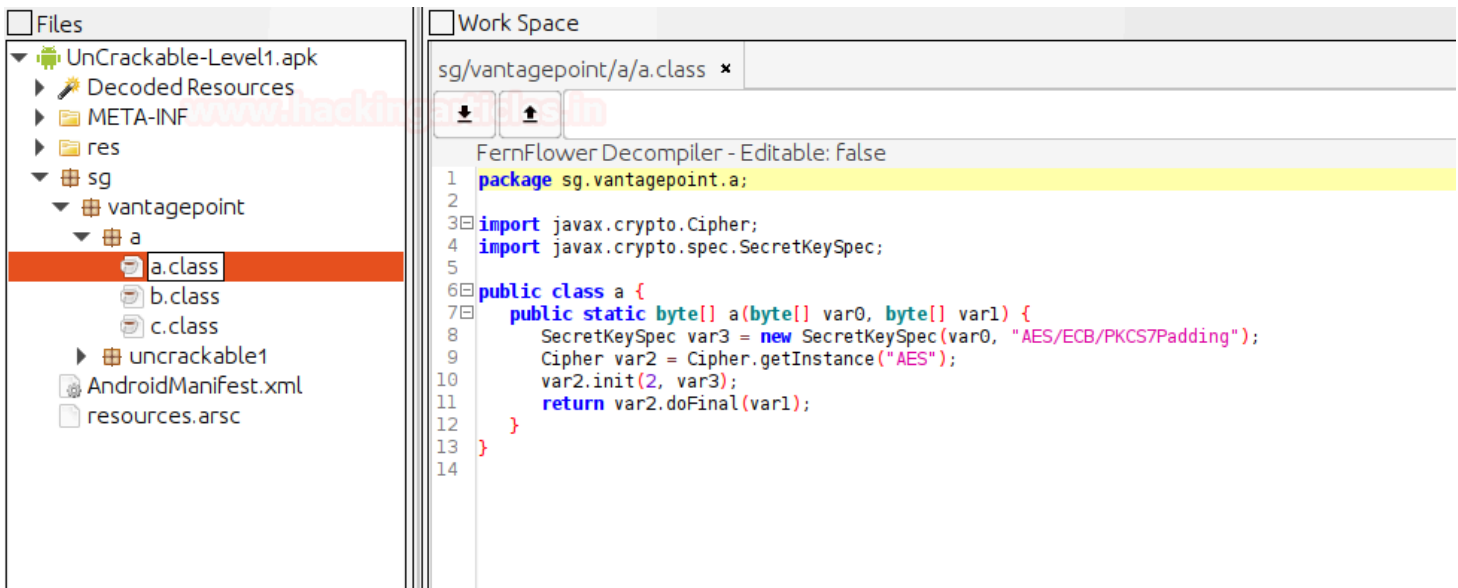 Files
UnCrackable-Level1.apk
Decoded Resources
META-INF
res
sg
vantagepoint
a
a.class
b.class
c.class
uncrackable1
AndroidManifest.xml
resources.arsc
www.hackingarticles.in
Work Space
sg/vantagepoint/a/a.class ×
FernFlower Decompiler - Editable: false
1 package sg.vantagepoint.a;
2
3 import javax.crypto.Cipher;
4 import javax.crypto.spec.SecretKeySpec;
5
6 public class a {
7    public static byte[] a(byte[] var0, byte[] var1) {
8       SecretKeySpec var3 = new SecretKeySpec(var0, "AES/ECB/PKCS7Padding");
9       Cipher var2 = Cipher.getInstance("AES");
10       var2.init(2, var3);
11       return var2.doFinal(var1);
12    }
13 }
14